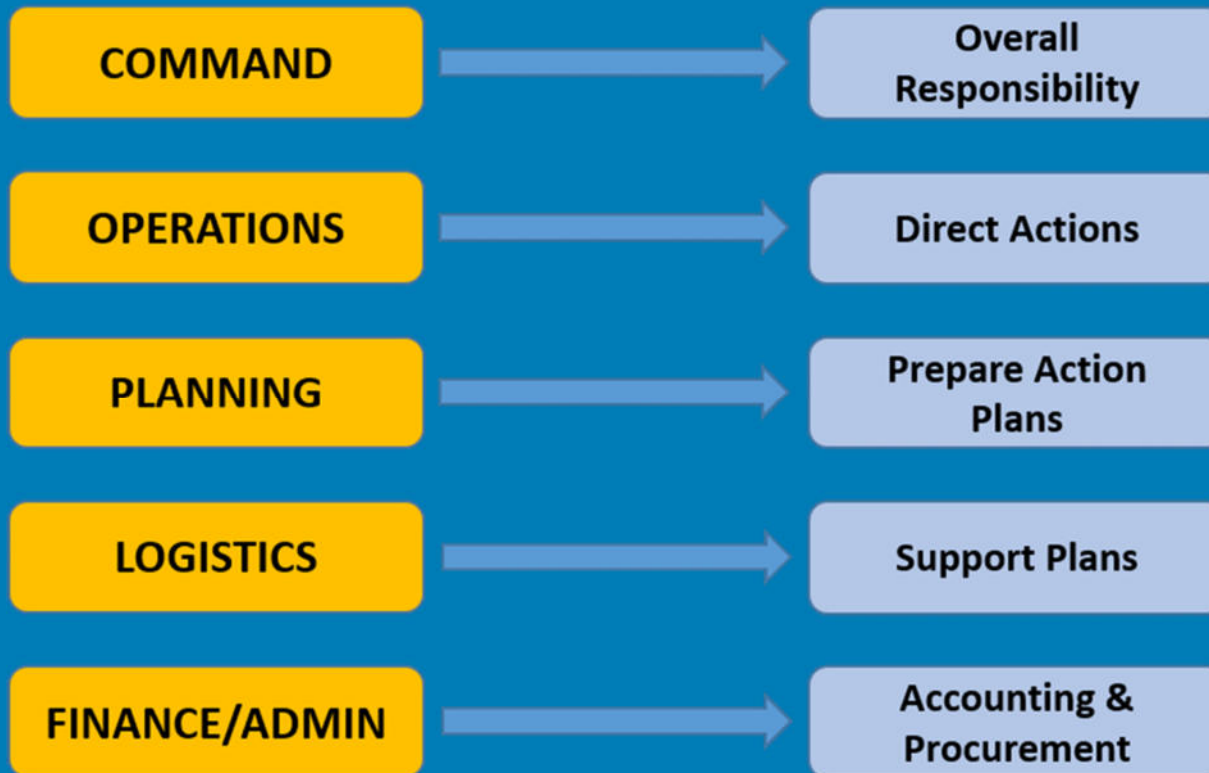 COMMAND
Overall
Responsibility
OPERATIONS
Direct Actions
PLANNING
Prepare Action
Plans
LOGISTICS
Support Plans
FINANCE/ADMIN
Accounting &
Procurement